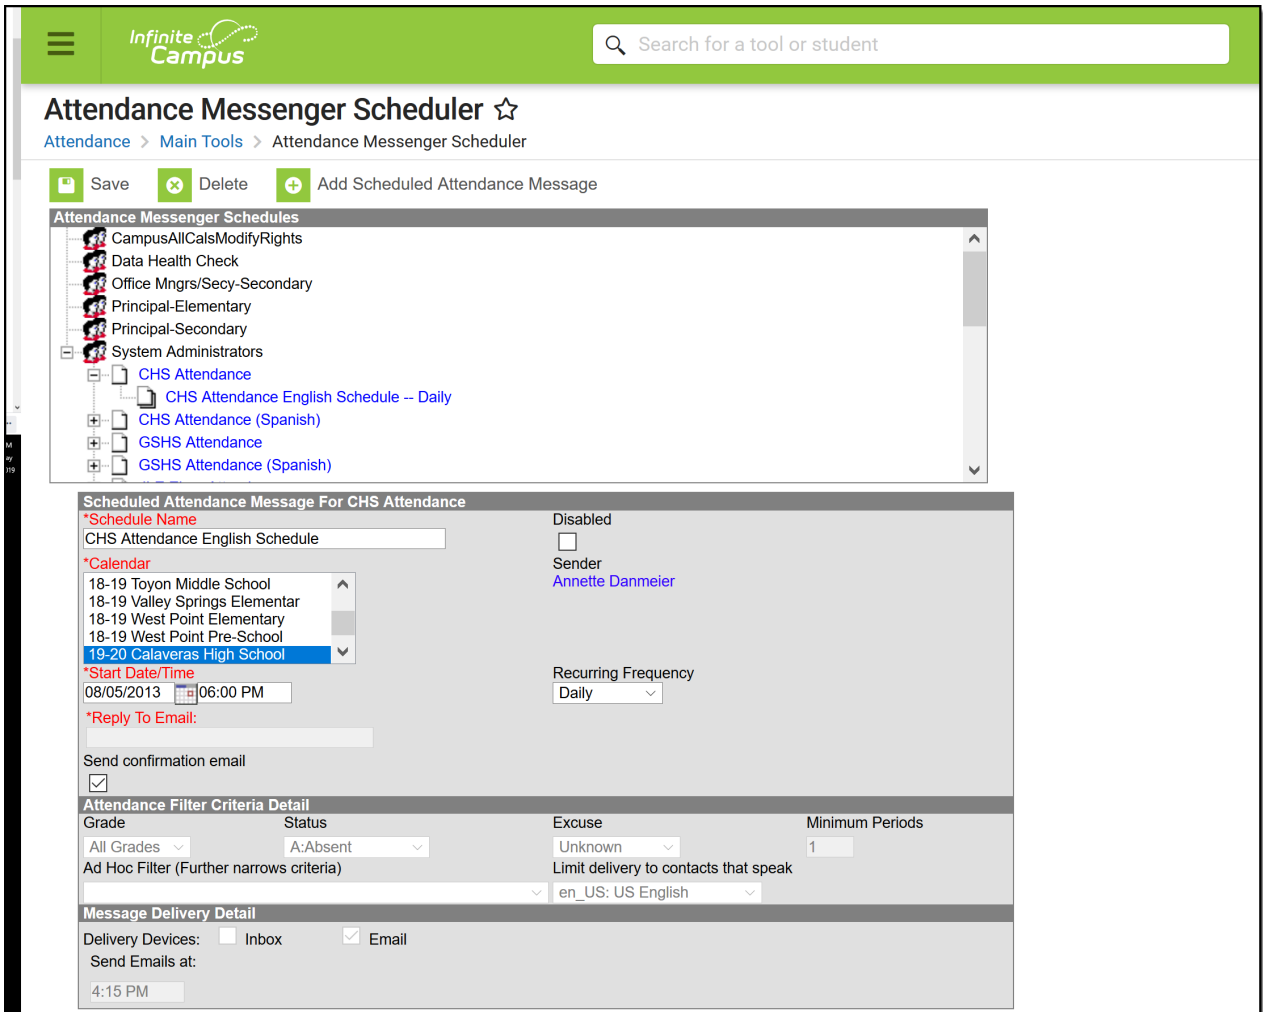 Infinite
Campus
Search for a tool or student
Attendance Messenger Scheduler
Attendance > Main Tools > Attendance Messenger Scheduler
Save Delete Add Scheduled Attendance Message
Attendance Messenger Schedules
CampusAllCalsModifyRights
Data Health Check
Office Mngrs/Secy-Secondary
Principal-Elementary
Principal-Secondary
System Administrators
CHS Attendance
CHS Attendance English Schedule -- Daily
CHS Attendance (Spanish)
GSHS Attendance
GSHS Attendance (Spanish)
Scheduled Attendance Message For CHS Attendance
*Schedule Name Disabled
CHS Attendance English Schedule
*Calendar Sender
Annette Danmeier
18-19 Toyon Middle School
18-19 Valley Springs Elementar
18-19 West Point Elementary
18-19 West Point Pre-School
19-20 Calaveras High School
*Start Date/Time Recurring Frequency
08/05/2013 06:00 PM Daily
*Reply To Email:
Send confirmation email
Attendance Filter Criteria Detail
Grade Status Excuse Minimum Periods
All Grades A:Absent Unknown 1
Ad Hoc Filter (Further narrows criteria) Limit delivery to contacts that speak
en_US: US English
Message Delivery Detail
Delivery Devices: Inbox Email
Send Emails at:
4:15 PM